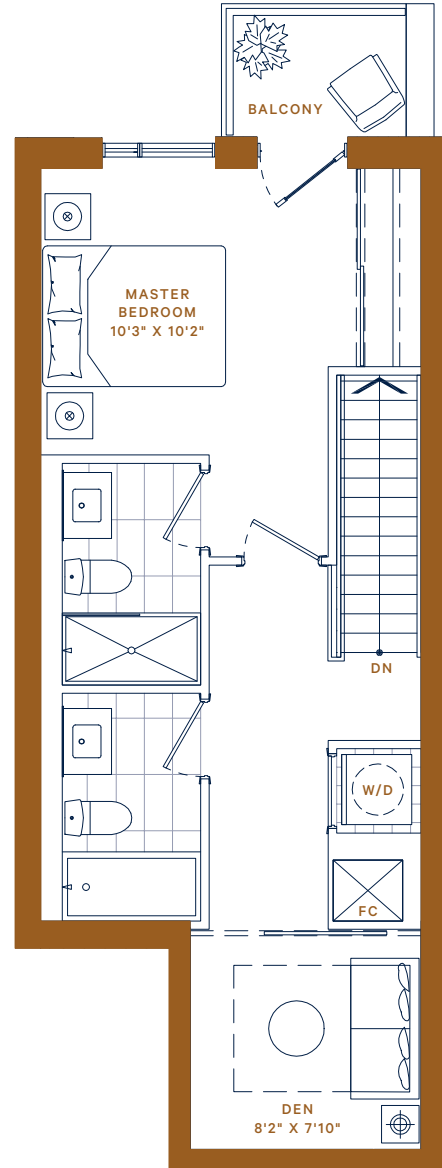 BALCONY
MASTER
BEDROOM
10'3" X 10'2"
DN
W/D
FC
DEN
8'2" X 7'10"